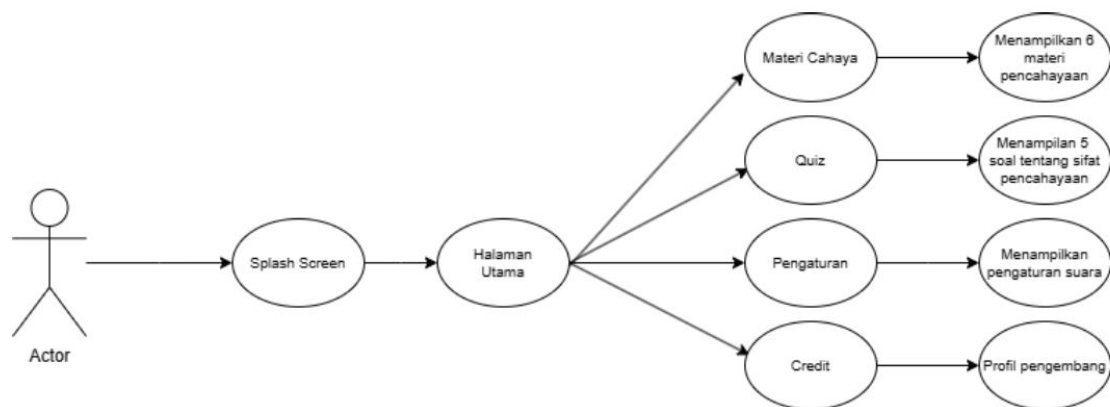 Materi Cahaya
Menampilkan 6
materi
pencahayaan
Quiz
Menampilan 5
soal tentang sifat
pencahayaan
Splash Screen
Halaman
Utama
Pengaturan
Menampilkan
pengaturan suara
Actor
Credit
Profil pengembang